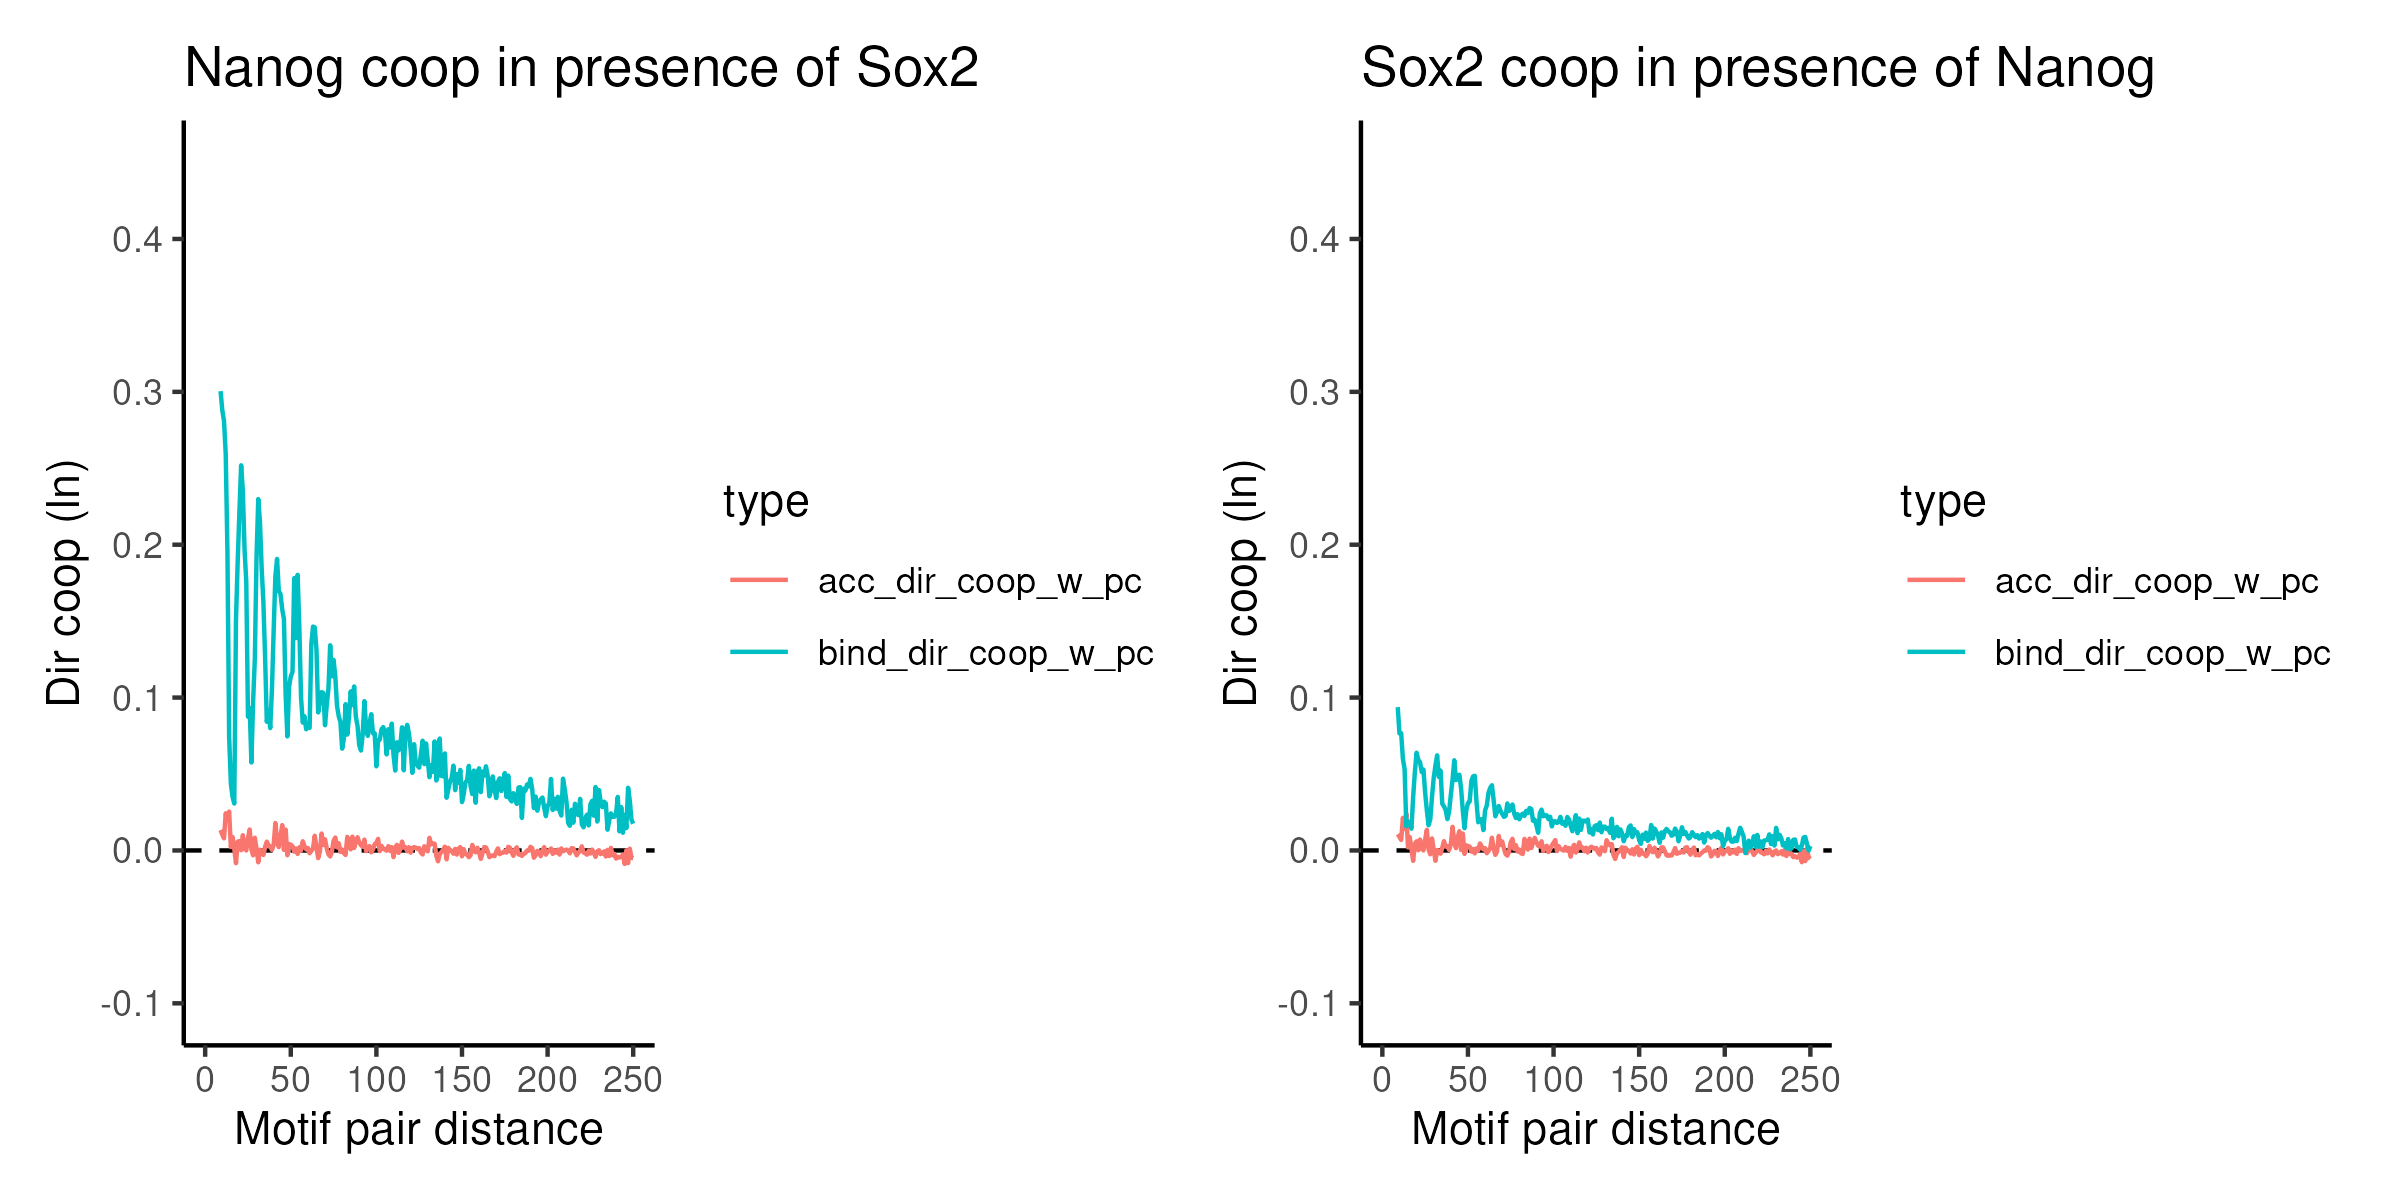 Nanog coop in presence of Sox2
Dir coop (ln)
0.4
0.3
0.2
0.1
0.0
-0.1
0 50 100 150 200 250
Motif pair distance
type
acc_dir_coop_w_pc
bind_dir_coop_w_pc
Sox2 coop in presence of Nanog
Dir coop (ln)
0.4
0.3
0.2
0.1
0.0
-0.1
0 50 100 150 200 250
Motif pair distance
type
acc_dir_coop_w_pc
bind_dir_coop_w_pc